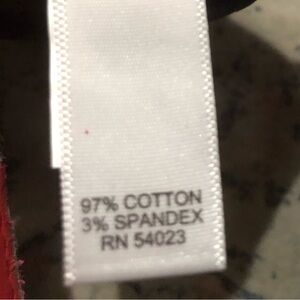 97% COTTON
3% SPANDEX
RN 54023